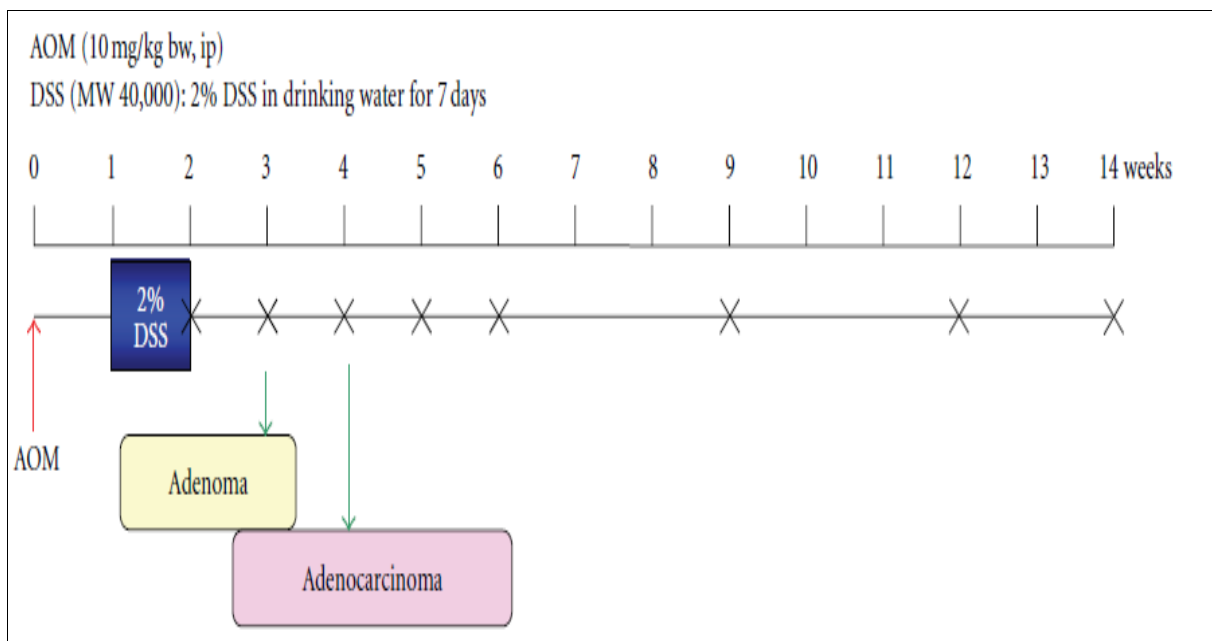 AOM (10 mg/kg bw, ip)
DSS (MW 40,000): 2% DSS in drinking water for 7 days
0 1 2 3 4 5 6 7 8 9 10 11 12 13 14 weeks
2%
DSS
AOM
Adenoma
Adenocarcinoma